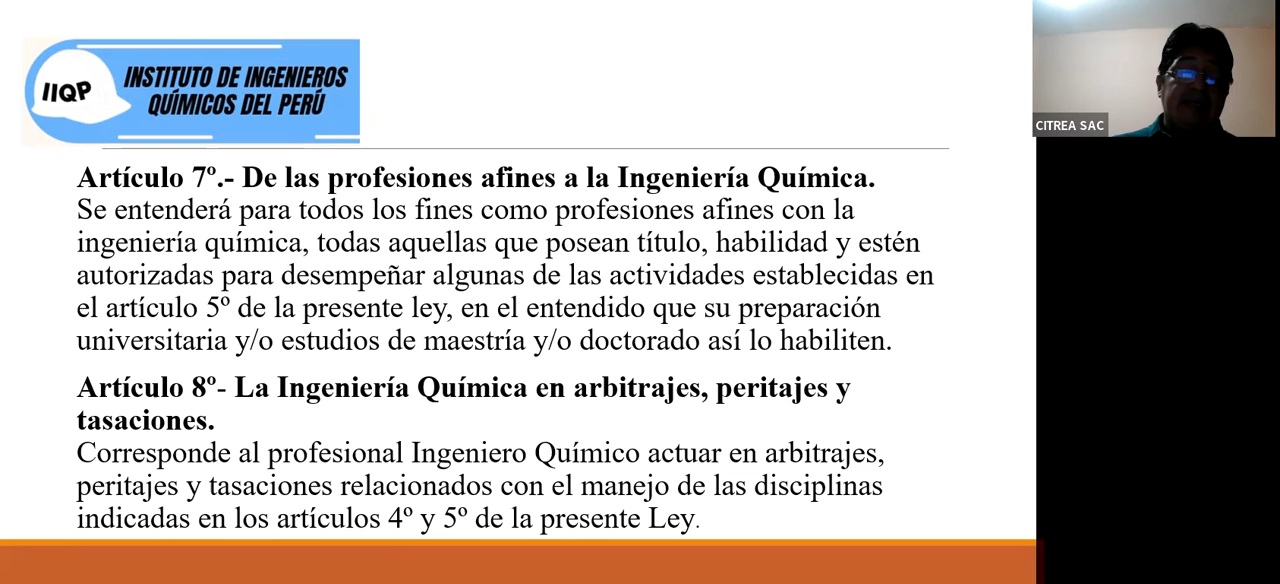 IIQP
INSTITUTO DE INGENIEROS
QUÍMICOS DEL PERÚ
CITREA SAC
Artículo 7º.- De las profesiones afines a la Ingeniería Química.
Se entenderá para todos los fines como profesiones afines con la
ingeniería química, todas aquellas que posean título, habilidad y estén
autorizadas para desempeñar algunas de las actividades establecidas en
el artículo 5º de la presente ley, en el entendido que su preparación
universitaria y/o estudios de maestría y/o doctorado así lo habiliten.
Artículo 8º- La Ingeniería Química en arbitrajes, peritajes y
tasaciones.
Corresponde al profesional Ingeniero Químico actuar en arbitrajes,
peritajes y tasaciones relacionados con el manejo de las disciplinas
indicadas en los artículos 4º y 5º de la presente Ley.